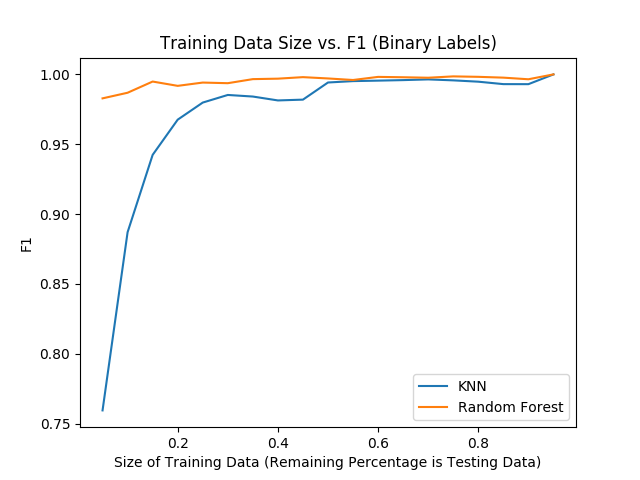 Training Data Size vs. F1 (Binary Labels)
1.00
0.95
0.90
0.85
0.80
0.75
F1
KNN
Random Forest
0.2 0.4 0.6 0.8
Size of Training Data (Remaining Percentage is Testing Data)